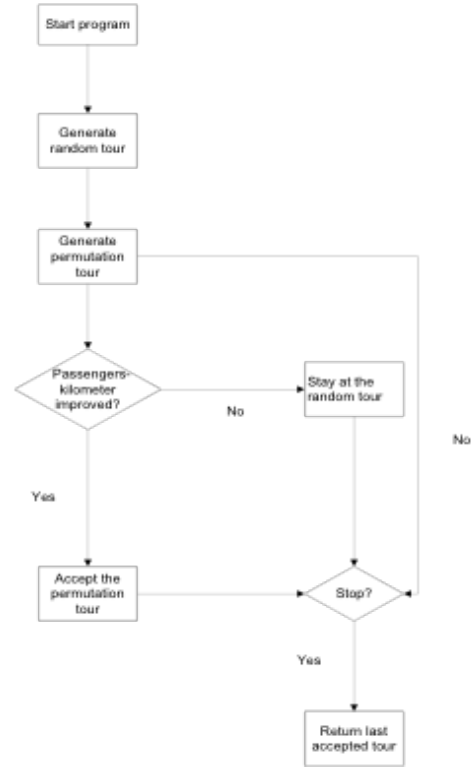 Start program
Generate
random tour
Generate
permutation
tour
Passengers-
kilometer
improved?
No
Stay at the
random tour
No
Yes
Accept the
permutation
tour
Stop?
Yes
Return last
accepted tour